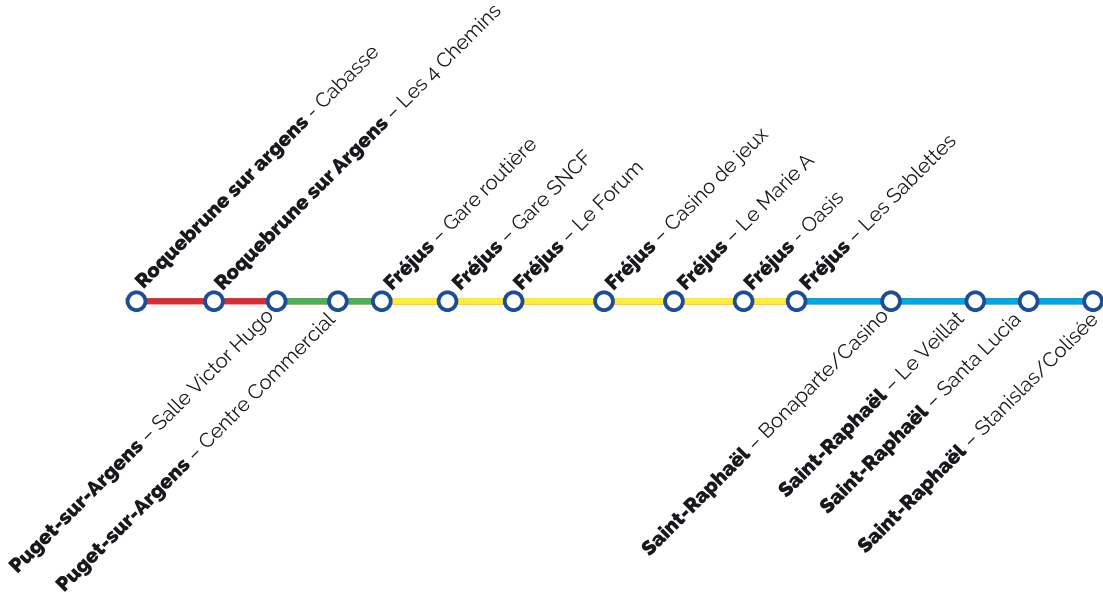 Roquebrune sur argens - Cabasse
Roquebrune sur Argens - Les 4 Chemins
Puget-sur-Argens - Salle Victor Hugo
Puget-sur-Argens - Centre Commercial
Fréjus - Gare routière
Fréjus - Gare SNCF
Fréjus - Le Forum
Fréjus - Casino de jeux
Fréjus - Le Marie A
Fréjus - Oasis
Fréjus - Les Sablettes
Saint-Raphaël - Bonaparte/Casino
Saint-Raphaël - Le Veillat
Saint-Raphaël - Santa Lucia
Saint-Raphaël - Stanislas/Colisée